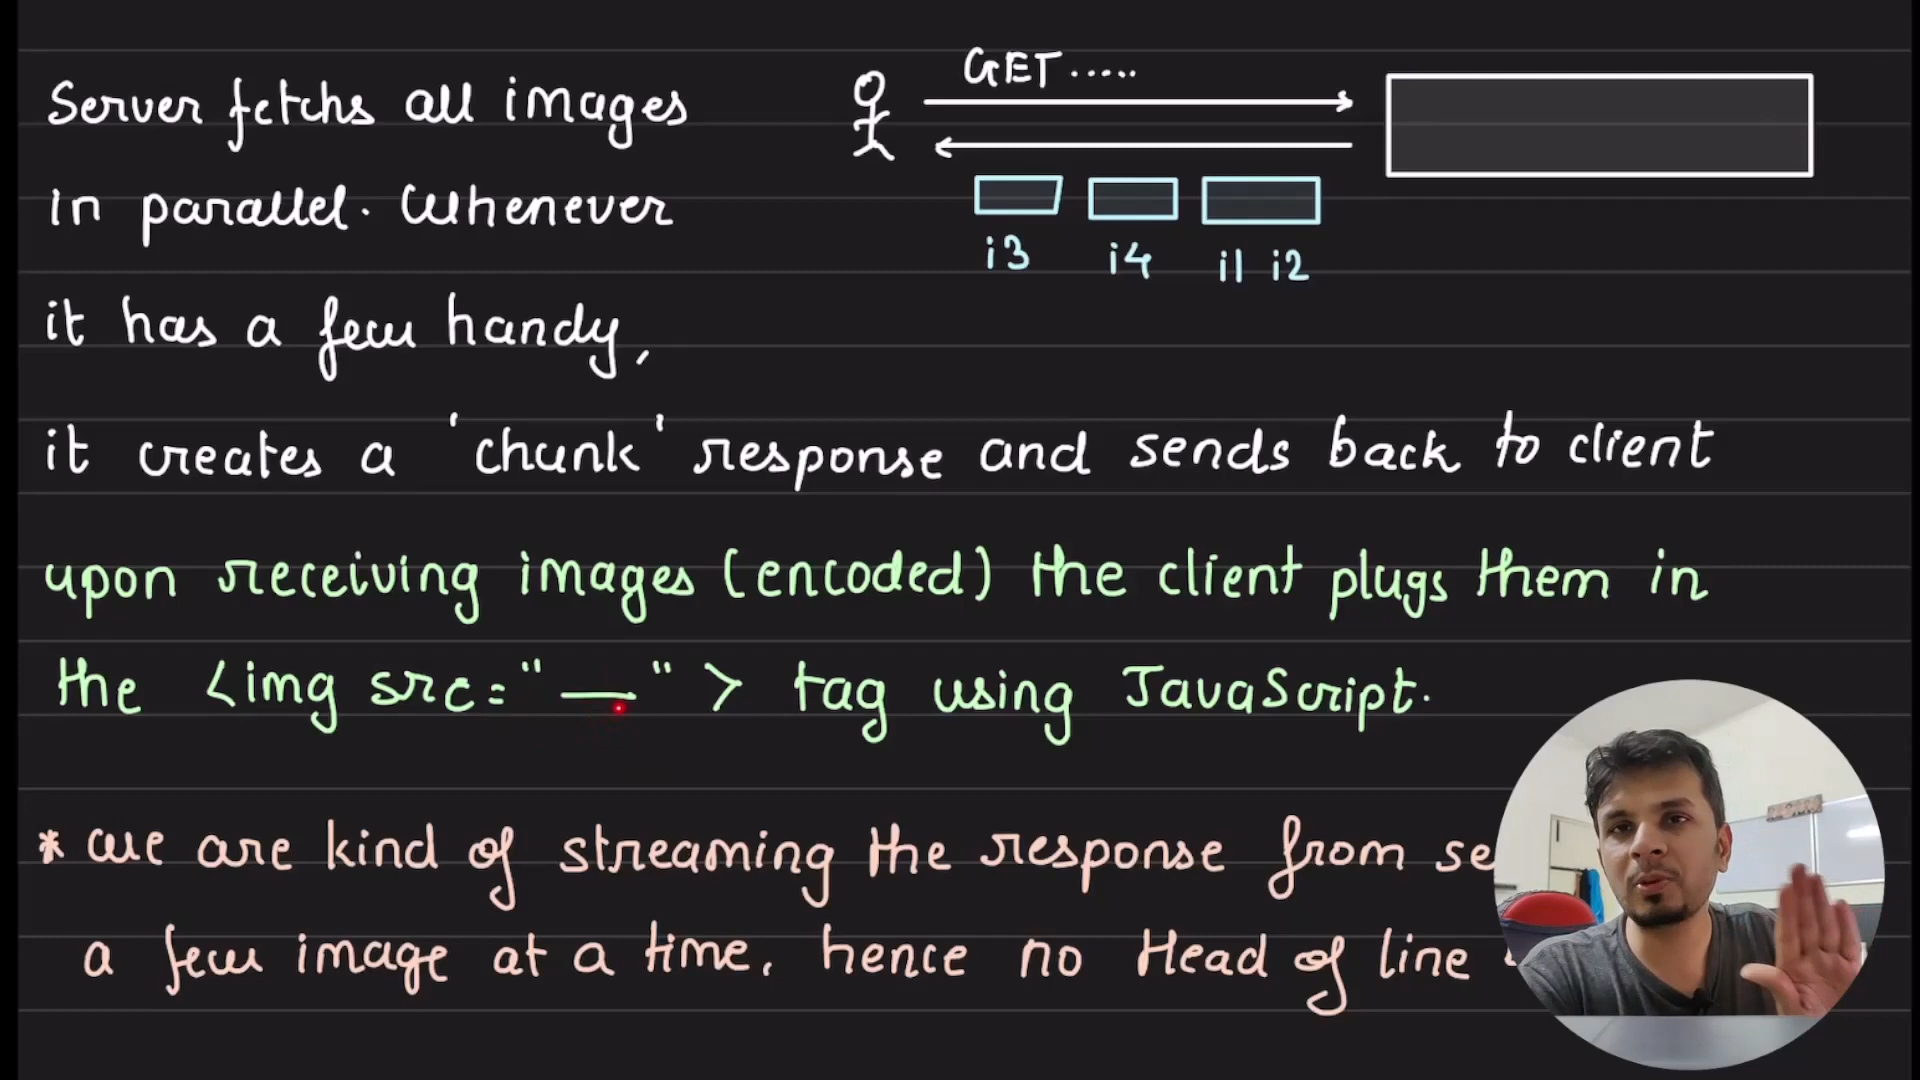 Server fetchs all images
in parallel. Whenever
it has a few handy,
GET.....
i3 i4 i1 i2
it creates a 'chunk' response and sends back to client
upon receiving images (encoded) the client plugs them in
the <img src="__"> tag using JavaScript.
* we are kind of streaming the response from se
a few image at a time. hence no Head of line